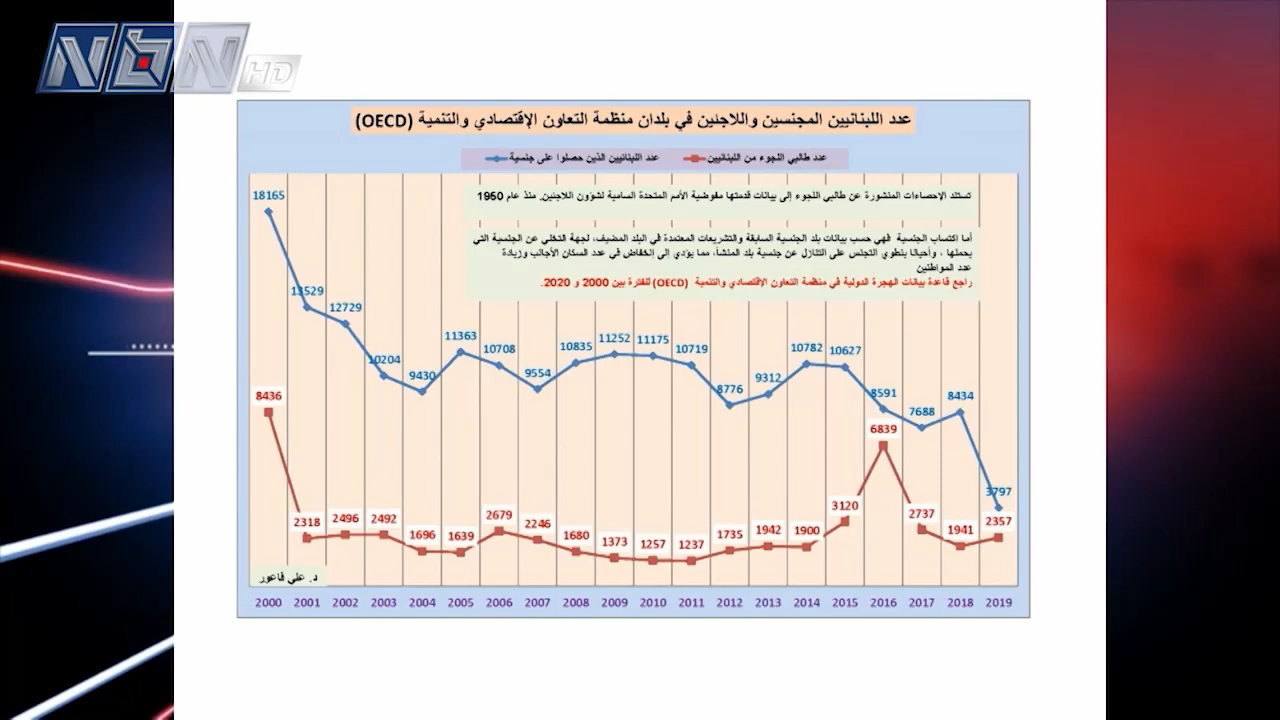 NBN HD
عدد اللبنانيين المجنسين واللاجئين في بلدان منظمة التعاون الإقتصادي والتنمية (OECD)
عدد طالبي اللجوء من اللبنانيين
عدد اللبنانيين الذين حصلوا على جنسية
تستند الإحصاءات المنشورة عن طالبي اللجوء إلى بيانات قدمتها مفوضية الأمم المتحدة السامية لشؤون اللاجئين. منذ عام 1950
أما اكتساب الجنسية فهي حسب بيانات بلد الجنسية السابقة والتشريعات المعتمدة في البلد المضيف، لجهة التخلي عن الجنسية التي
يحملها ، وأحيانا ينطوي التجنس على التنازل عن جنسية بلد المنشأ، مما يؤدي إلى إنخفاض في عدد السكان الأجانب وزيادة
عدد المواطنين
راجع قاعدة بيانات الهجرة الدولية في منظمة التعاون الإقتصادي والتنمية (OECD) للفترة بين 2000 و 2020.
18165 13529 12729 10204 9430 11363 10708 9554 10835 11252 11175 10719 8776 9312 10782 10627 8591 7688 8434 3797
8436 2318 2496 2492 1696 1639 2679 2246 1680 1373 1257 1237 1735 1942 1900 3120 6839 2737 1941 2357
د. علي فاعور
2000 2001 2002 2003 2004 2005 2006 2007 2008 2009 2010 2011 2012 2013 2014 2015 2016 2017 2018 2019